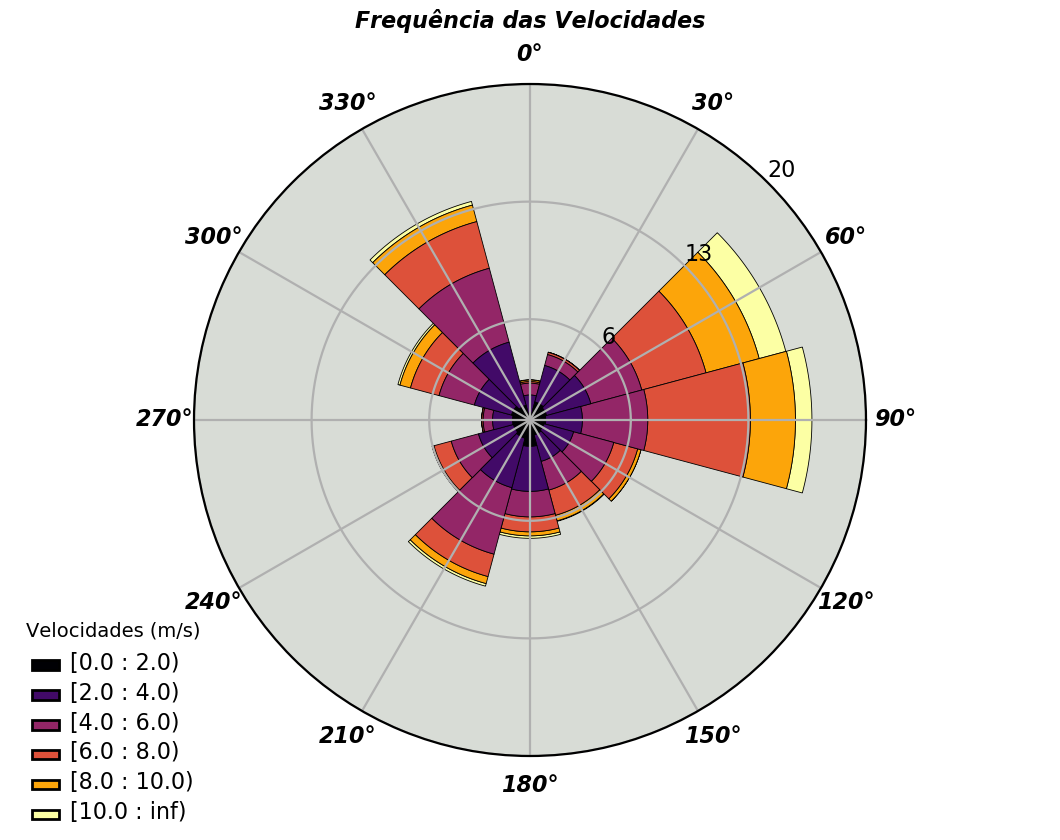 Frequência das Velocidades
0°
330°
30°
20
300°
60°
13
6
270°
90°
240°
120°
210°
150°
180°
Velocidades (m/s)
[0.0 : 2.0)
[2.0 : 4.0)
[4.0 : 6.0)
[6.0 : 8.0)
[8.0 : 10.0)
[10.0 : inf)